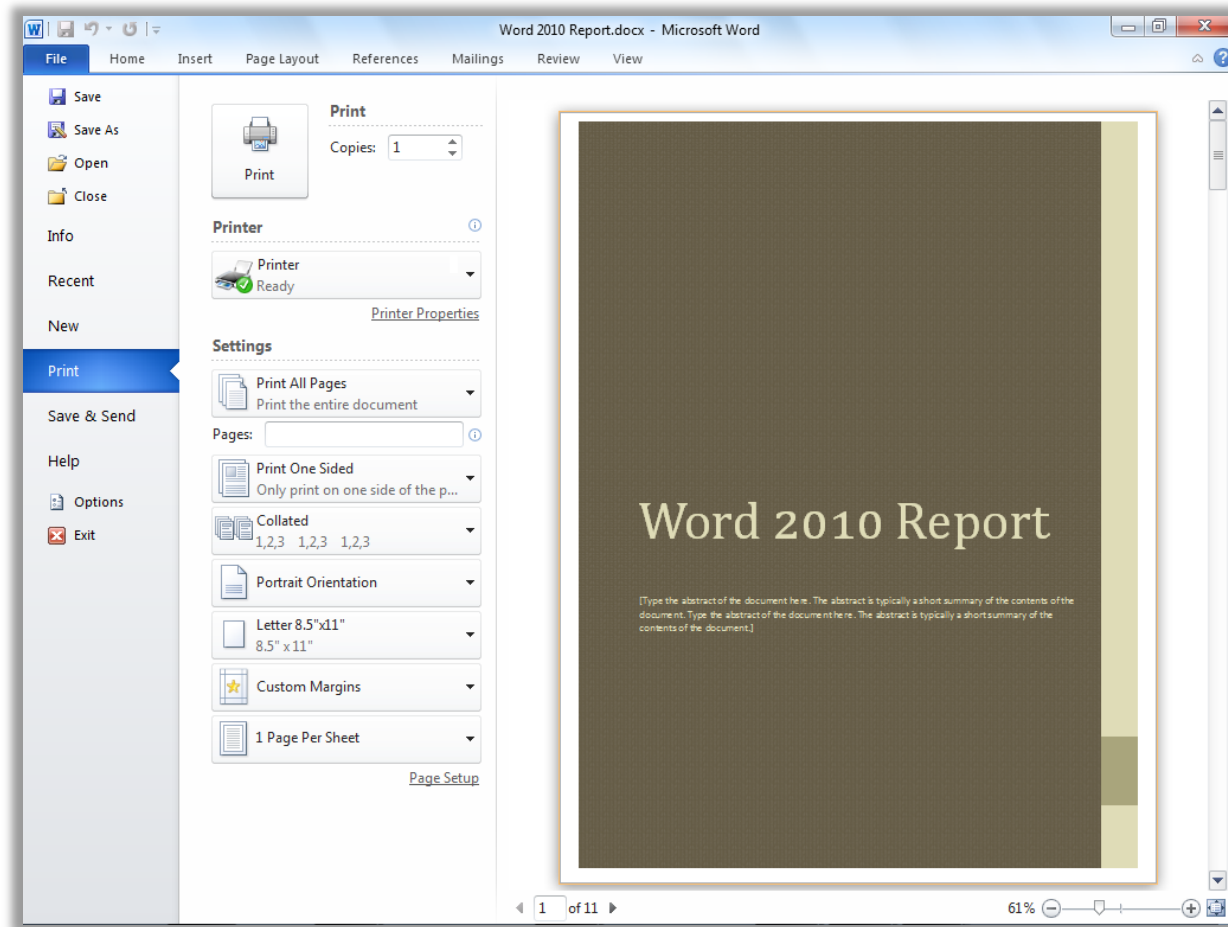 W
Word 2010 Report.docx - Microsoft Word
File Home Insert Page Layout References Mailings Review View
Save
Save As
Open
Close
Info
Recent
New
Print
Save & Send
Help
Options
Exit
Print
Print
Copies: 1
Printer
Printer
Ready
Printer Properties
Settings
Print All Pages
Print the entire document
Pages:
Print One Sided
Only print on one side of the p...
Collated
1,2,3 1,2,3 1,2,3
Portrait Orientation
Letter 8.5"x11"
8.5" x 11"
Custom Margins
1 Page Per Sheet
Page Setup
Word 2010 Report
[Type the abstract of the document here. The abstract is typically a short summary of the contents of the
document. Type the abstract of the document here. The abstract is typically a short summary of the
contents of the document.]
1 of 11
61%